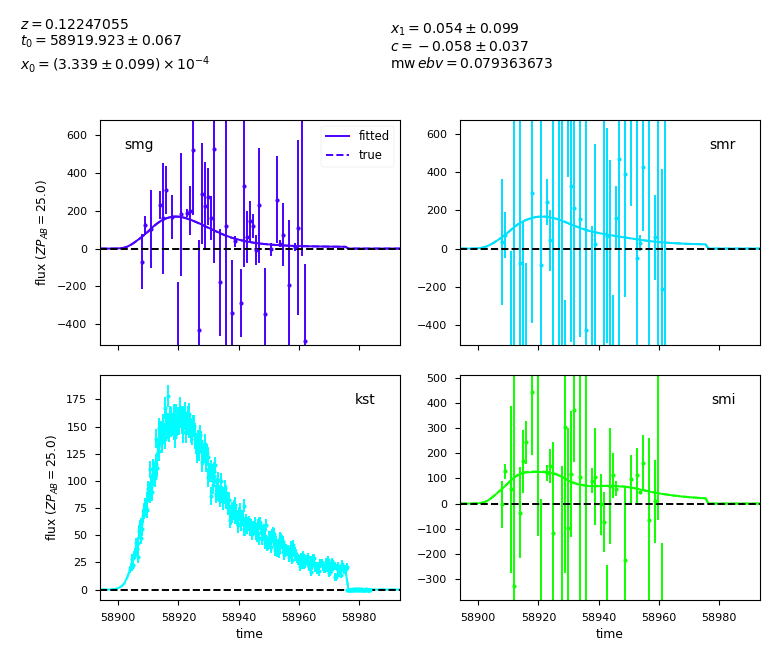 z = 0.12247055
t₀ = 58919.923 ± 0.067
x₀ = (3.339 ± 0.099) × 10⁻⁴
x₁ = 0.054 ± 0.099
c = −0.058 ± 0.037
mw ebv = 0.079363673
smg
fitted
true
600
400
200
0
−200
−400
flux (ZP_AB = 25.0)
smr
600
400
200
0
−200
−400
kst
175
150
125
100
75
50
25
0
flux (ZP_AB = 25.0)
58900 58920 58940 58960 58980
time
smi
500
400
300
200
100
0
−100
−200
−300
58900 58920 58940 58960 58980
time